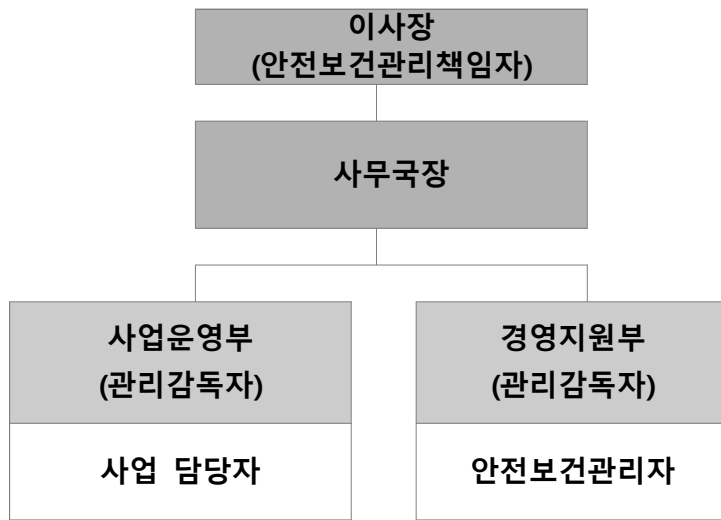 이사장
(안전보건관리책임자)
사무국장
사업운영부
(관리감독자)
사업 담당자
경영지원부
(관리감독자)
안전보건관리자